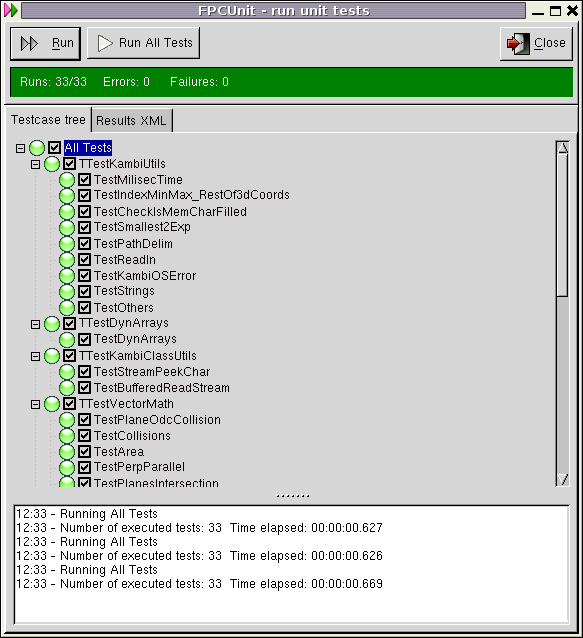 FPCUnit - run unit tests
Run Run All Tests Close
Runs: 33/33 Errors: 0 Failures: 0
Testcase tree Results XML
All Tests
TTestKambiUtils
TestMilisecTime
TestIndexMinMax_RestOf3dCoords
TestCheckIsMemCharFilled
TestSmallest2Exp
TestPathDelim
TestReadIn
TestKambiOSError
TestStrings
TestOthers
TTestDynArrays
TestDynArrays
TTestKambiClassUtils
TestStreamPeekChar
TestBufferedReadStream
TTestVectorMath
TestPlaneOdcCollision
TestCollisions
TestArea
TestPerpParallel
TestPlanesIntersection
12:33 - Running All Tests
12:33 - Number of executed tests: 33 Time elapsed: 00:00:00.627
12:33 - Running All Tests
12:33 - Number of executed tests: 33 Time elapsed: 00:00:00.626
12:33 - Running All Tests
12:33 - Number of executed tests: 33 Time elapsed: 00:00:00.669